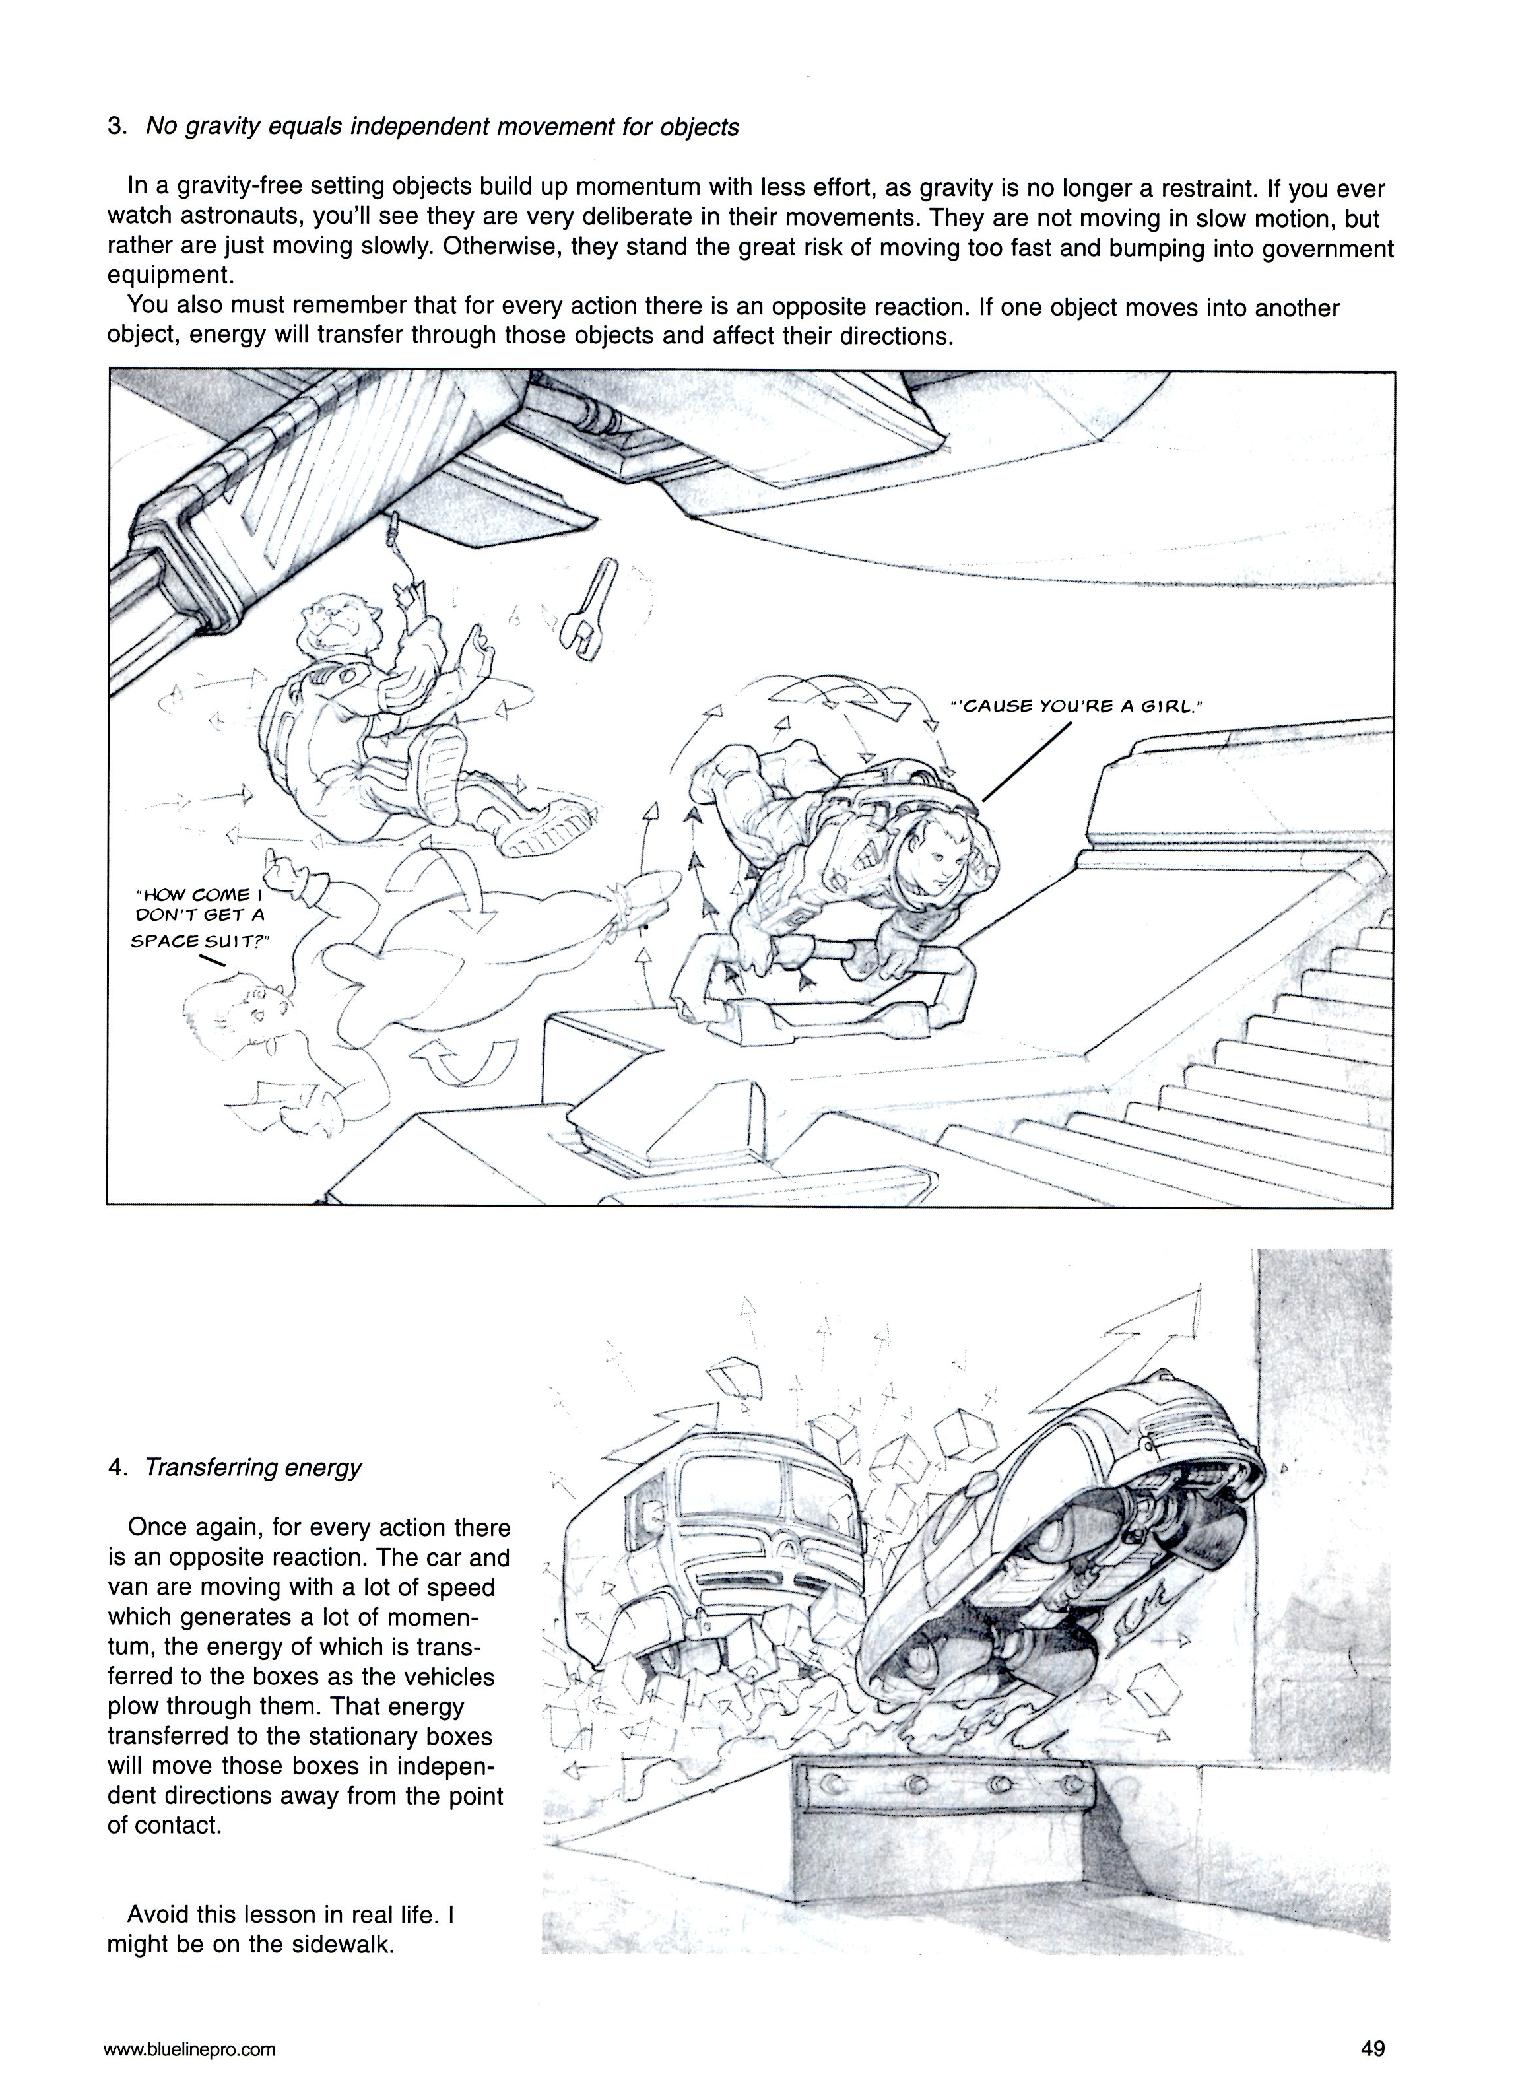 3. No gravity equals independent movement for objects
In a gravity-free setting objects build up momentum with less effort, as gravity is no longer a restraint. If you ever
watch astronauts, you'll see they are very deliberate in their movements. They are not moving in slow motion, but
rather are just moving slowly. Otherwise, they stand the great risk of moving too fast and bumping into government
equipment.
You also must remember that for every action there is an opposite reaction. If one object moves into another
object, energy will transfer through those objects and affect their directions.
"'CAUSE YOU'RE A GIRL."
"HOW COME I
DON'T GET A
SPACE SUIT?"
4. Transferring energy
Once again, for every action there
is an opposite reaction. The car and
van are moving with a lot of speed
which generates a lot of momen-
tum, the energy of which is trans-
ferred to the boxes as the vehicles
plow through them. That energy
transferred to the stationary boxes
will move those boxes in indepen-
dent directions away from the point
of contact.
Avoid this lesson in real life. I
might be on the sidewalk.
www.bluelinepro.com
49